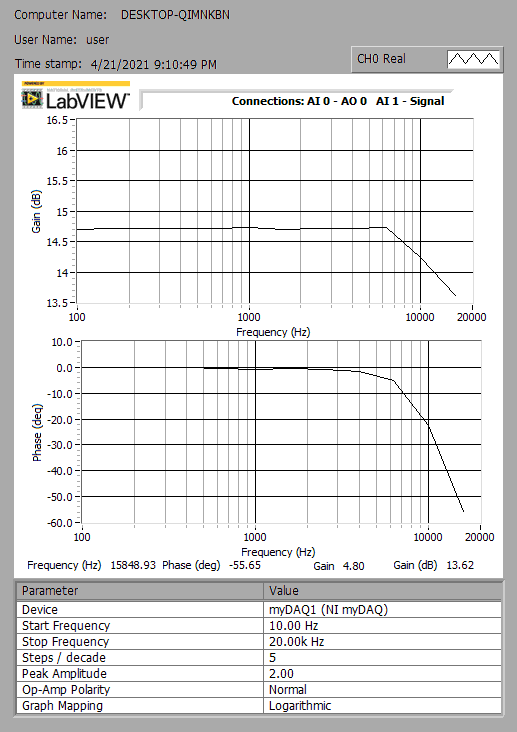 Computer Name: DESKTOP-QIMNKBN
User Name: user
Time stamp: 4/21/2021 9:10:49 PM
CH0 Real
POWERED BY
NATIONAL INSTRUMENTS
LabVIEW™
Connections: AI 0 - AO 0 AI 1 - Signal
16.5
16
15.5
15
14.5
14
13.5
Gain (dB)
100 1000 10000 20000
Frequency (Hz)
10.0
0.0
-10.0
-20.0
-30.0
-40.0
-50.0
-60.0
Phase (deg)
100 1000 10000 20000
Frequency (Hz)
Frequency (Hz) 15848.93 Phase (deg) -55.65 Gain 4.80 Gain (dB) 13.62
Parameter Value
Device myDAQ1 (NI myDAQ)
Start Frequency 10.00 Hz
Stop Frequency 20.00k Hz
Steps / decade 5
Peak Amplitude 2.00
Op-Amp Polarity Normal
Graph Mapping Logarithmic